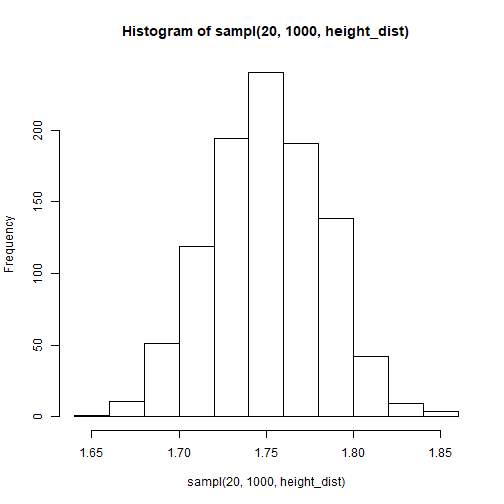 Histogram of sampl(20, 1000, height_dist)
Frequency
200
150
100
50
0
1.65 1.70 1.75 1.80 1.85
sampl(20, 1000, height_dist)